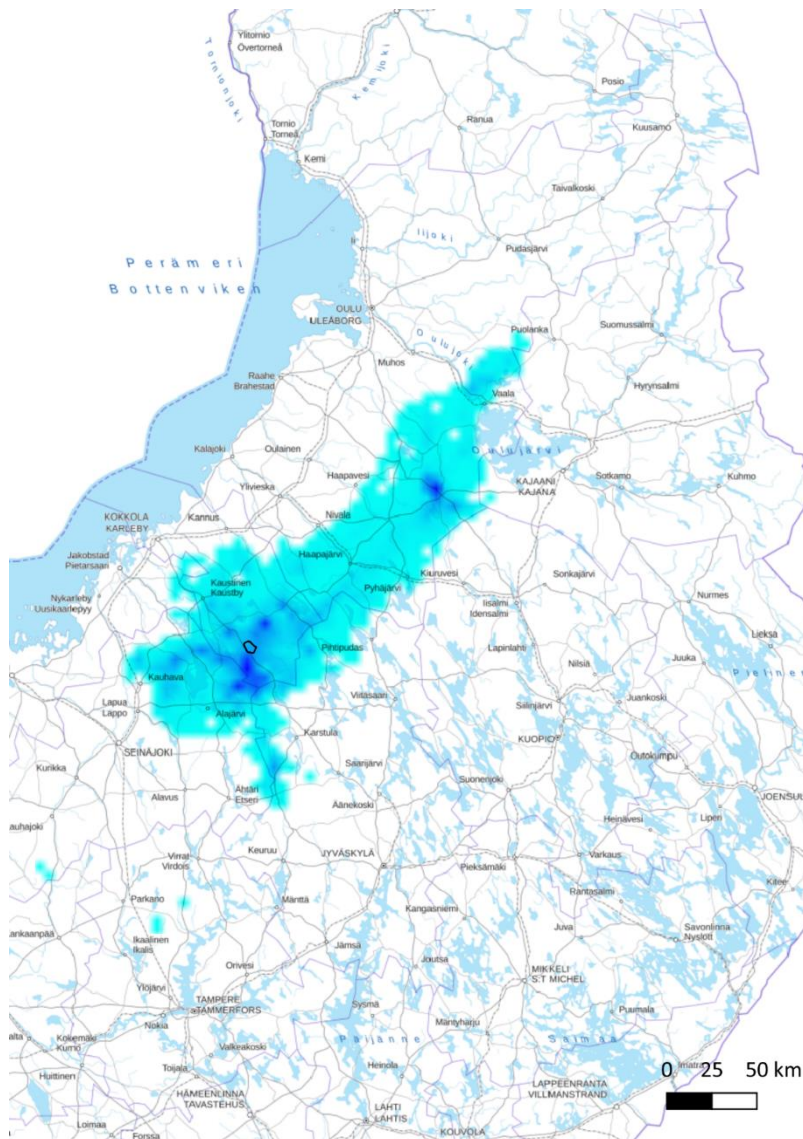 Ylitornio
Övertorneå
Tornionjoki
Kemijoki
Posio
Ranua
Kuusamo
Tornio
Torneå
Kemi
Taivalkoski
Ii
Iijoki
Pudasjärvi
Perämeri
Bottenviken
OULU
ULEÅBORG
Oulujoki
Puolanka
Suomussalmi
Muhos
Raahe
Brahestad
Vaala
Hyrynsalmi
Kalajoki
Oulainen
Oulujärvi
Haapavesi
KAJAANI
KAJANA
Sotkamo
Kuhmo
Ylivieska
KOKKOLA
KARLEBY
Kannus
Nivala
Jakobstad
Pietarsaari
Haapajärvi
Kaustinen
Kaustby
Pyhäjärvi
Kiuruvesi
Sonkajärvi
Nykarleby
Uusikaarlepyy
Iisalmi
Idensalmi
Nurmes
Lieksa
Pihtipudas
Lapinlahti
Juuka
Pielinen
Kauhava
Nilsiä
Lapua
Lappo
Alajärvi
Viitasaari
Siilinjärvi
Juankoski
SEINÄJOKI
Karstula
KUOPIO
Kurikka
Saarijärvi
Outokumpu
Alavus
Ähtäri
Etseri
Äänekoski
Suonenjoki
JOENSUU
auhajoki
Heinävesi
Liperi
Virrat
Virdois
Keuruu
JYVÄSKYLÄ
Pieksämäki
Varkaus
Kitee
Parkano
Mänttä
Rantasalmi
Kangasniemi
Juva
Savonlinna
Nyslott
ankaanpää
Ikaalinen
Ikalis
Jämsä
Joutsa
Orivesi
MIKKELI
S:T MICHEL
Ylöjärvi
TAMPERE
TAMMERFORS
Sysmä
Puumala
Nokia
Mäntyharju
Kokemäki
Kumo
Valkeakoski
Päijänne
Saimaa
Huittinen
Toijala
Heinola
Imatra
HÄMEENLINNA
TAVASTEHUS
LAPPEENRANTA
VILLMANSTRAND
0 25 50 km
Loimaa
Forssa
LAHTI
LAHTIS
KOUVOLA